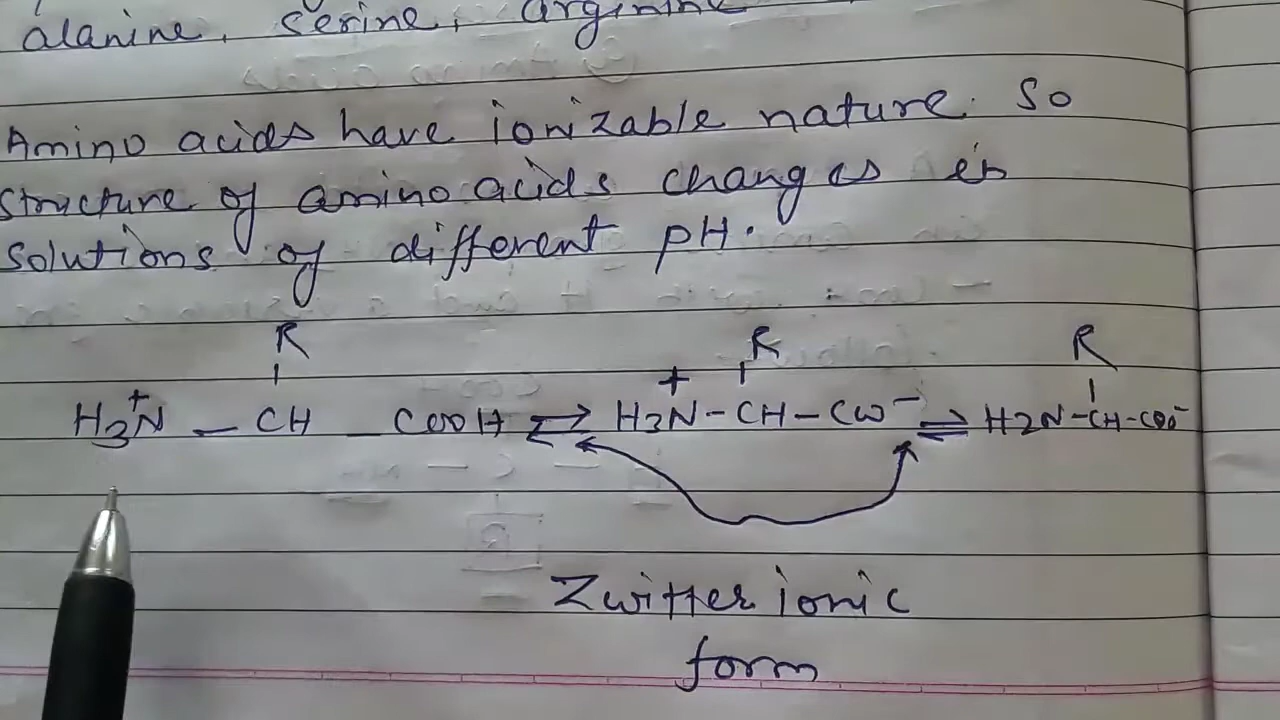 alanine, Serine, arginine
Amino acids have ionizable nature. So
Structure of amino acids changes in
Solutions of different pH.
R R R
H3N+ — CH — COOH ⇌ H3N+ – CH – COO− ⇌ H2N – CH – COO−
Zwitter ionic
form